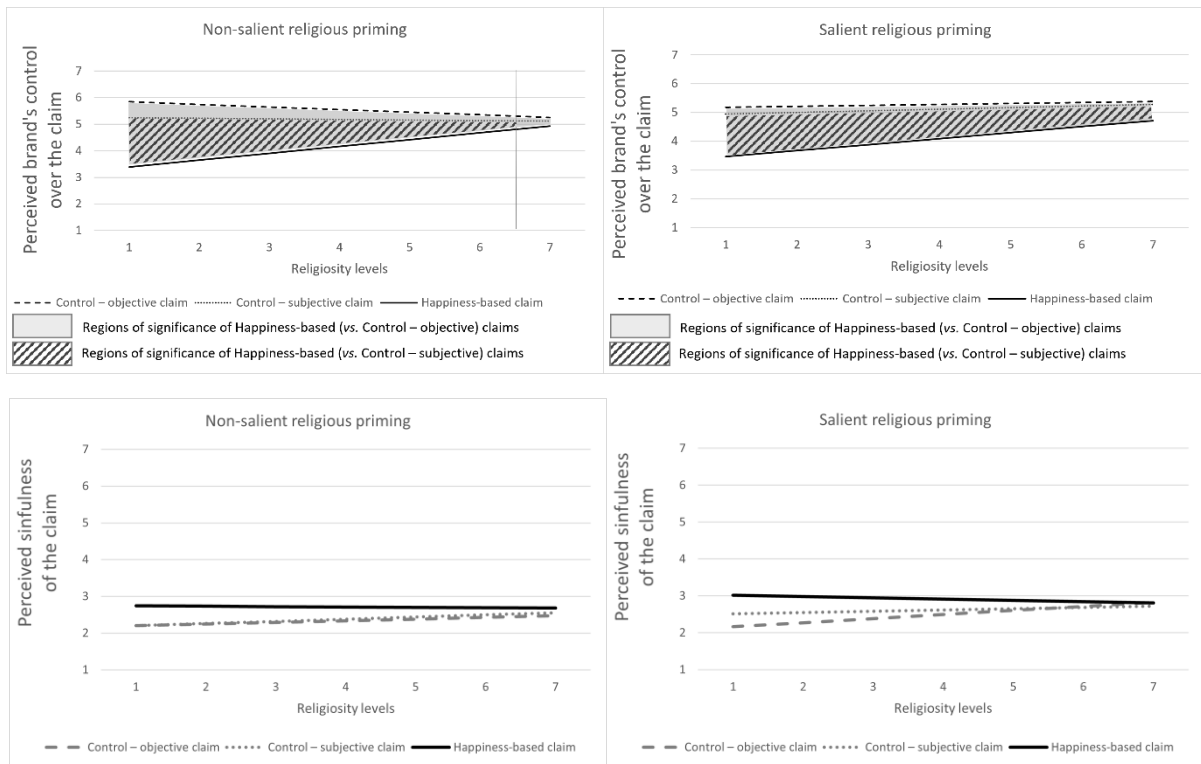 Non-salient religious priming
Perceived brand's control
over the claim
7
6
5
4
3
2
1
1 2 3 4 5 6 7
Religiosity levels
Control – objective claim Control – subjective claim Happiness-based claim
Regions of significance of Happiness-based (vs. Control – objective) claims
Regions of significance of Happiness-based (vs. Control – subjective) claims
Salient religious priming
Perceived brand's control
over the claim
7
6
5
4
3
2
1
1 2 3 4 5 6 7
Religiosity levels
Control – objective claim Control – subjective claim Happiness-based claim
Regions of significance of Happiness-based (vs. Control – objective) claims
Regions of significance of Happiness-based (vs. Control – subjective) claims
Non-salient religious priming
Perceived sinfulness
of the claim
7
6
5
4
3
2
1
1 2 3 4 5 6 7
Religiosity levels
Control – objective claim Control – subjective claim Happiness-based claim
Salient religious priming
Perceived sinfulness
of the claim
7
6
5
4
3
2
1
1 2 3 4 5 6 7
Religiosity levels
Control – objective claim Control – subjective claim Happiness-based claim